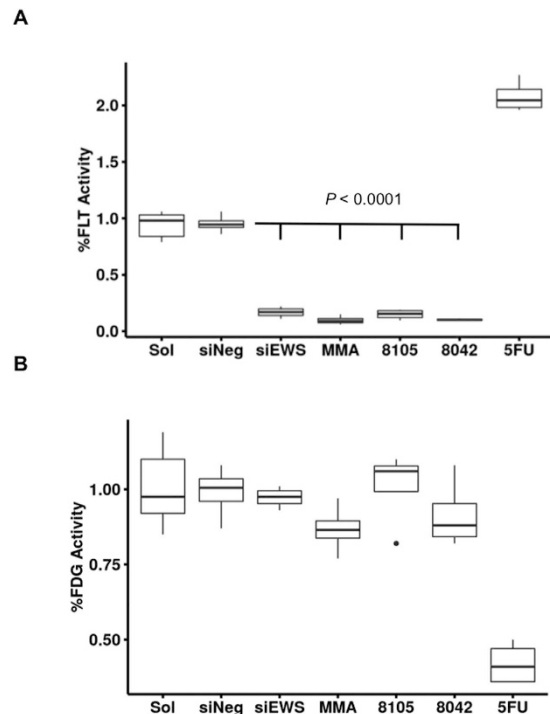 A
%FLT Activity
2.0
1.5
1.0
0.5
0.0
P < 0.0001
Sol siNeg siEWS MMA 8105 8042 5FU
B
%FDG Activity
1.00
0.75
0.50
Sol siNeg siEWS MMA 8105 8042 5FU